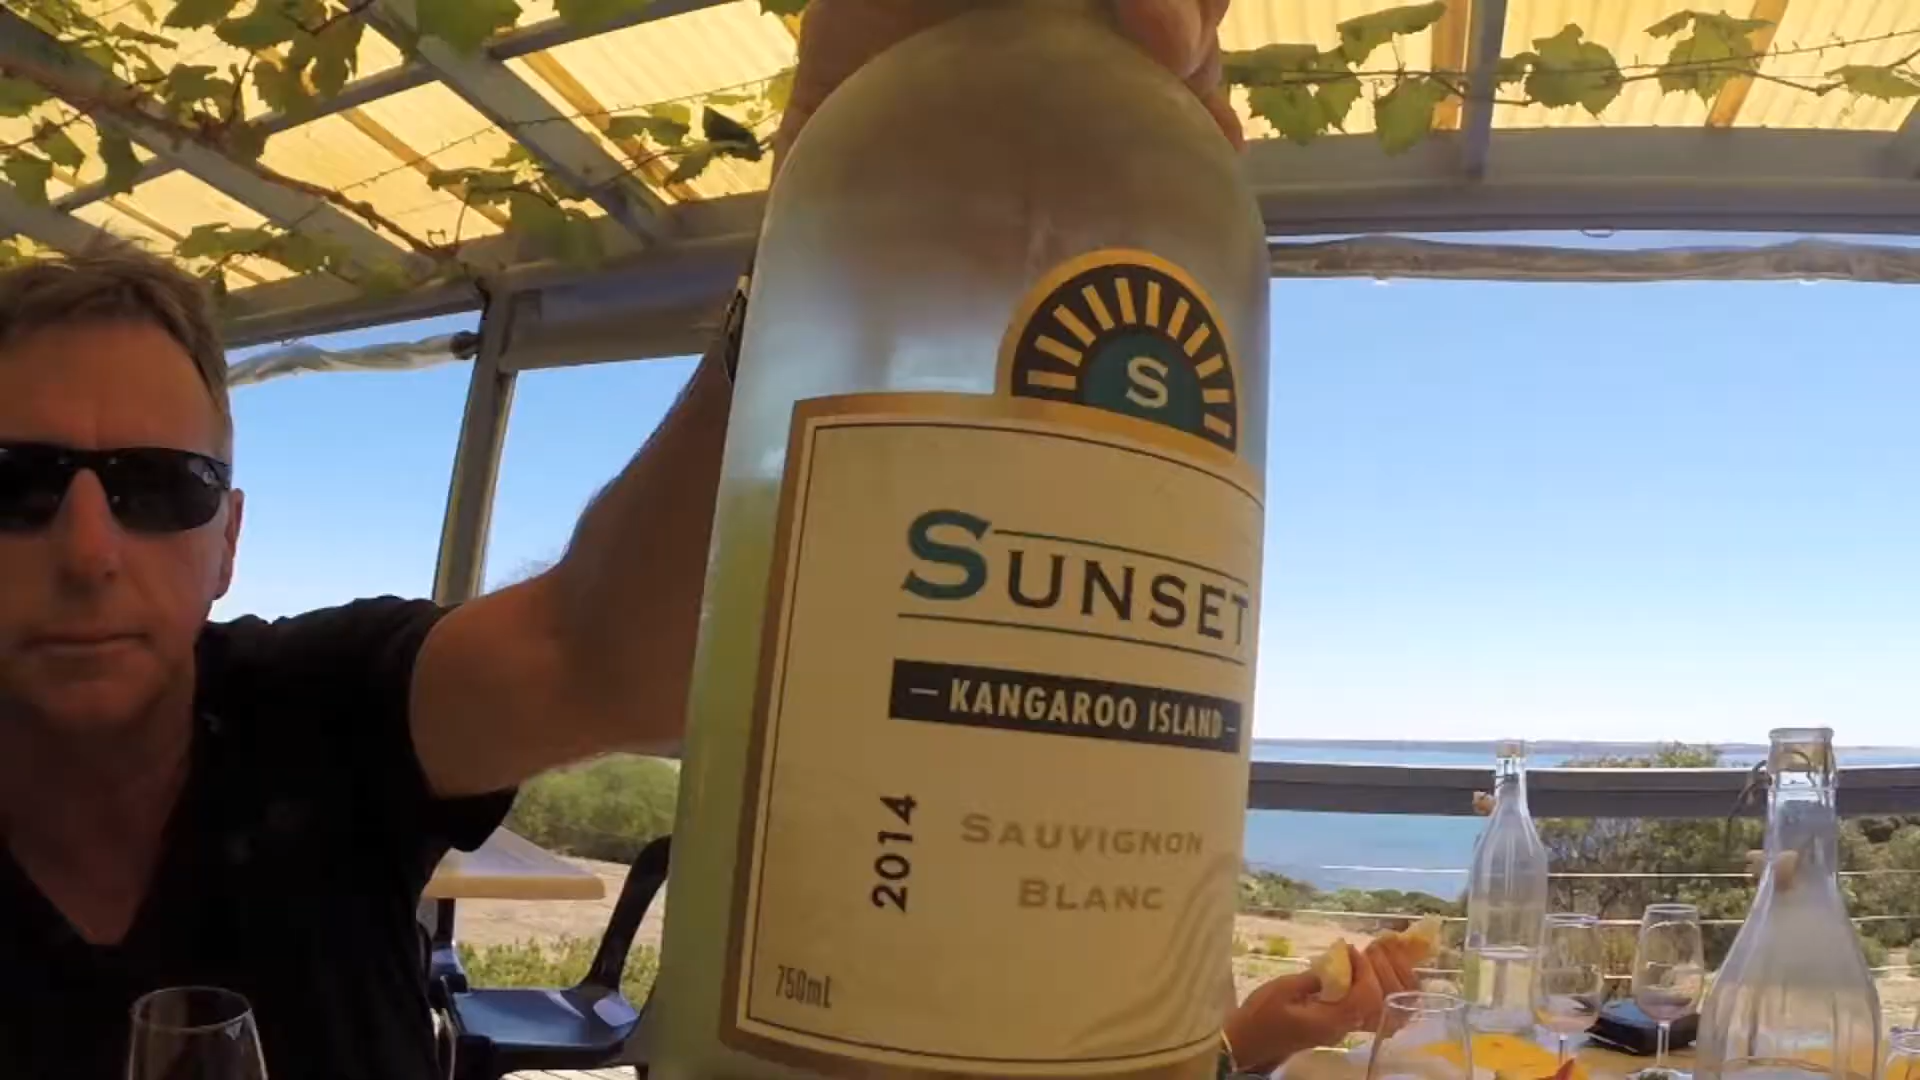 S
SUNSET
- KANGAROO ISLAND -
2014
SAUVIGNON
BLANC
750mL